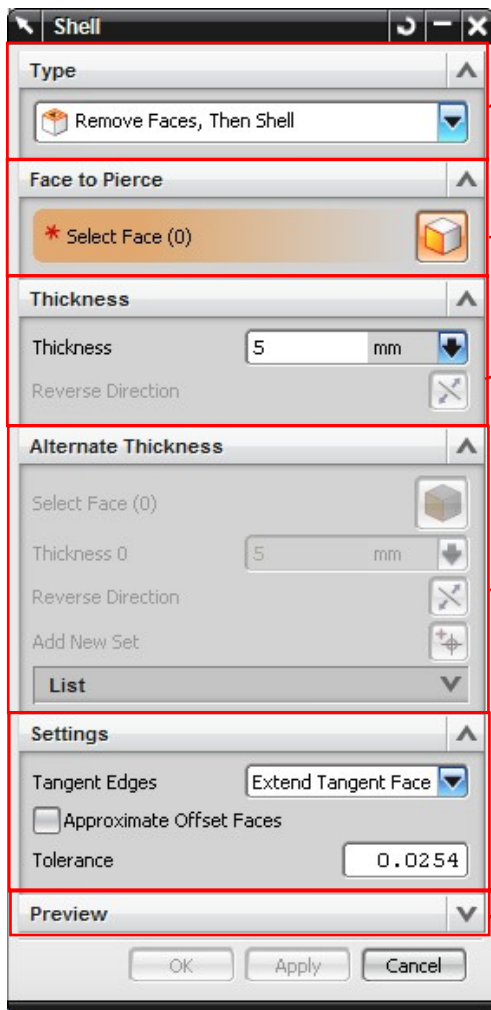 Shell
Type
Remove Faces, Then Shell
Face to Pierce
* Select Face (0)
Thickness
Thickness 5 mm
Reverse Direction
Alternate Thickness
Select Face (0)
Thickness 0 5 mm
Reverse Direction
Add New Set
List
Settings
Tangent Edges Extend Tangent Face
Approximate Offset Faces
Tolerance 0.0254
Preview
OK Apply Cancel